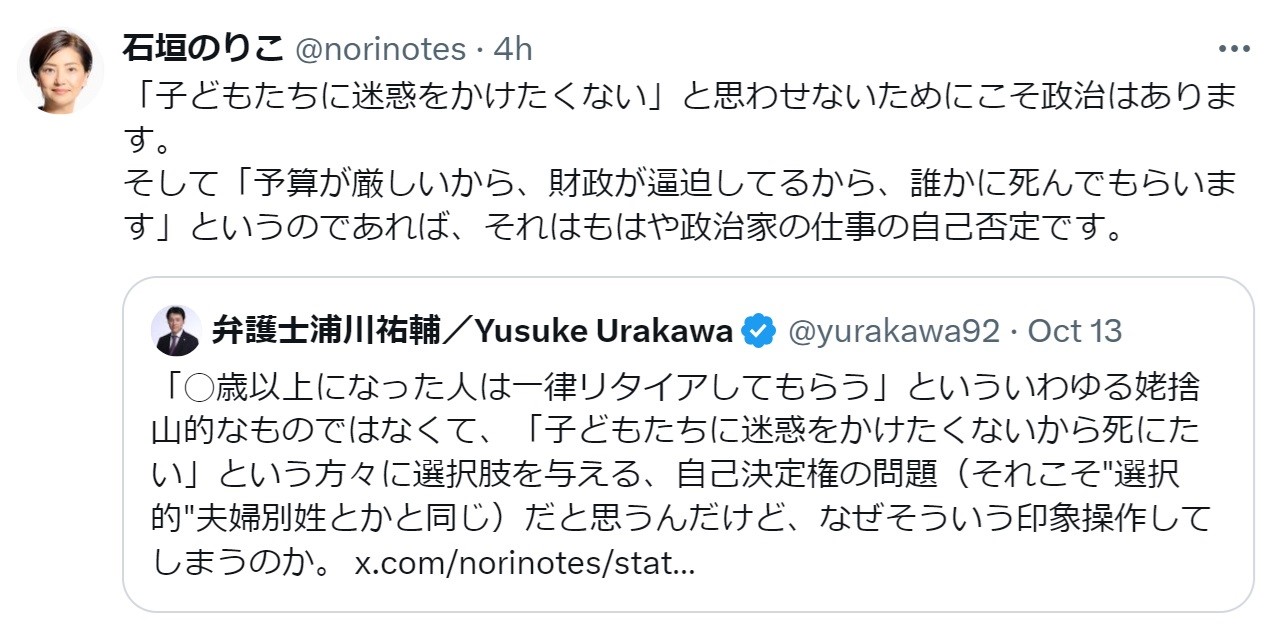 石垣のりこ @norinotes · 4h
「子どもたちに迷惑をかけたくない」と思わせないためにこそ政治はありま
す。
そして「予算が厳しいから、財政が逼迫してるから、誰かに死んでもらいま
す」というのであれば、それはもはや政治家の仕事の自己否定です。
弁護士浦川祐輔／Yusuke Urakawa @yurakawa92 · Oct 13
「○歳以上になった人は一律リタイアしてもらう」といういわゆる姥捨
山的なものではなくて、「子どもたちに迷惑をかけたくないから死にた
い」という方々に選択肢を与える、自己決定権の問題（それこそ"選択
的"夫婦別姓とかと同じ）だと思うんだけど、なぜそういう印象操作して
しまうのか。 x.com/norinotes/stat...